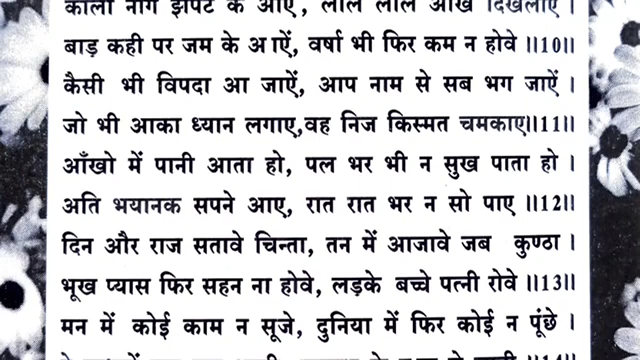 काला नाग झपट के आए, लाल लाल आँखें दिखलाए।
बाड़ कही पर जम के आऐं, वर्षा भी फिर कम न होवे॥10॥
कैसी भी विपदा आ जाऐं, आप नाम से सब भग जाऐं।
जो भी आका ध्यान लगाए,वह निज किस्मत चमकाए॥11॥
आँखो में पानी आता हो, पल भर भी न सुख पाता हो।
अति भयानक सपने आए, रात रात भर न सो पाए॥12॥
दिन और राज सतावे चिन्ता, तन में आजावे जब कुण्ठा।
भूख प्यास फिर सहन ना होवे, लड़के बच्चे पत्नी रोवे॥13॥
मन में कोई काम न सूजे, दुनिया में फिर कोई न पूंछे।